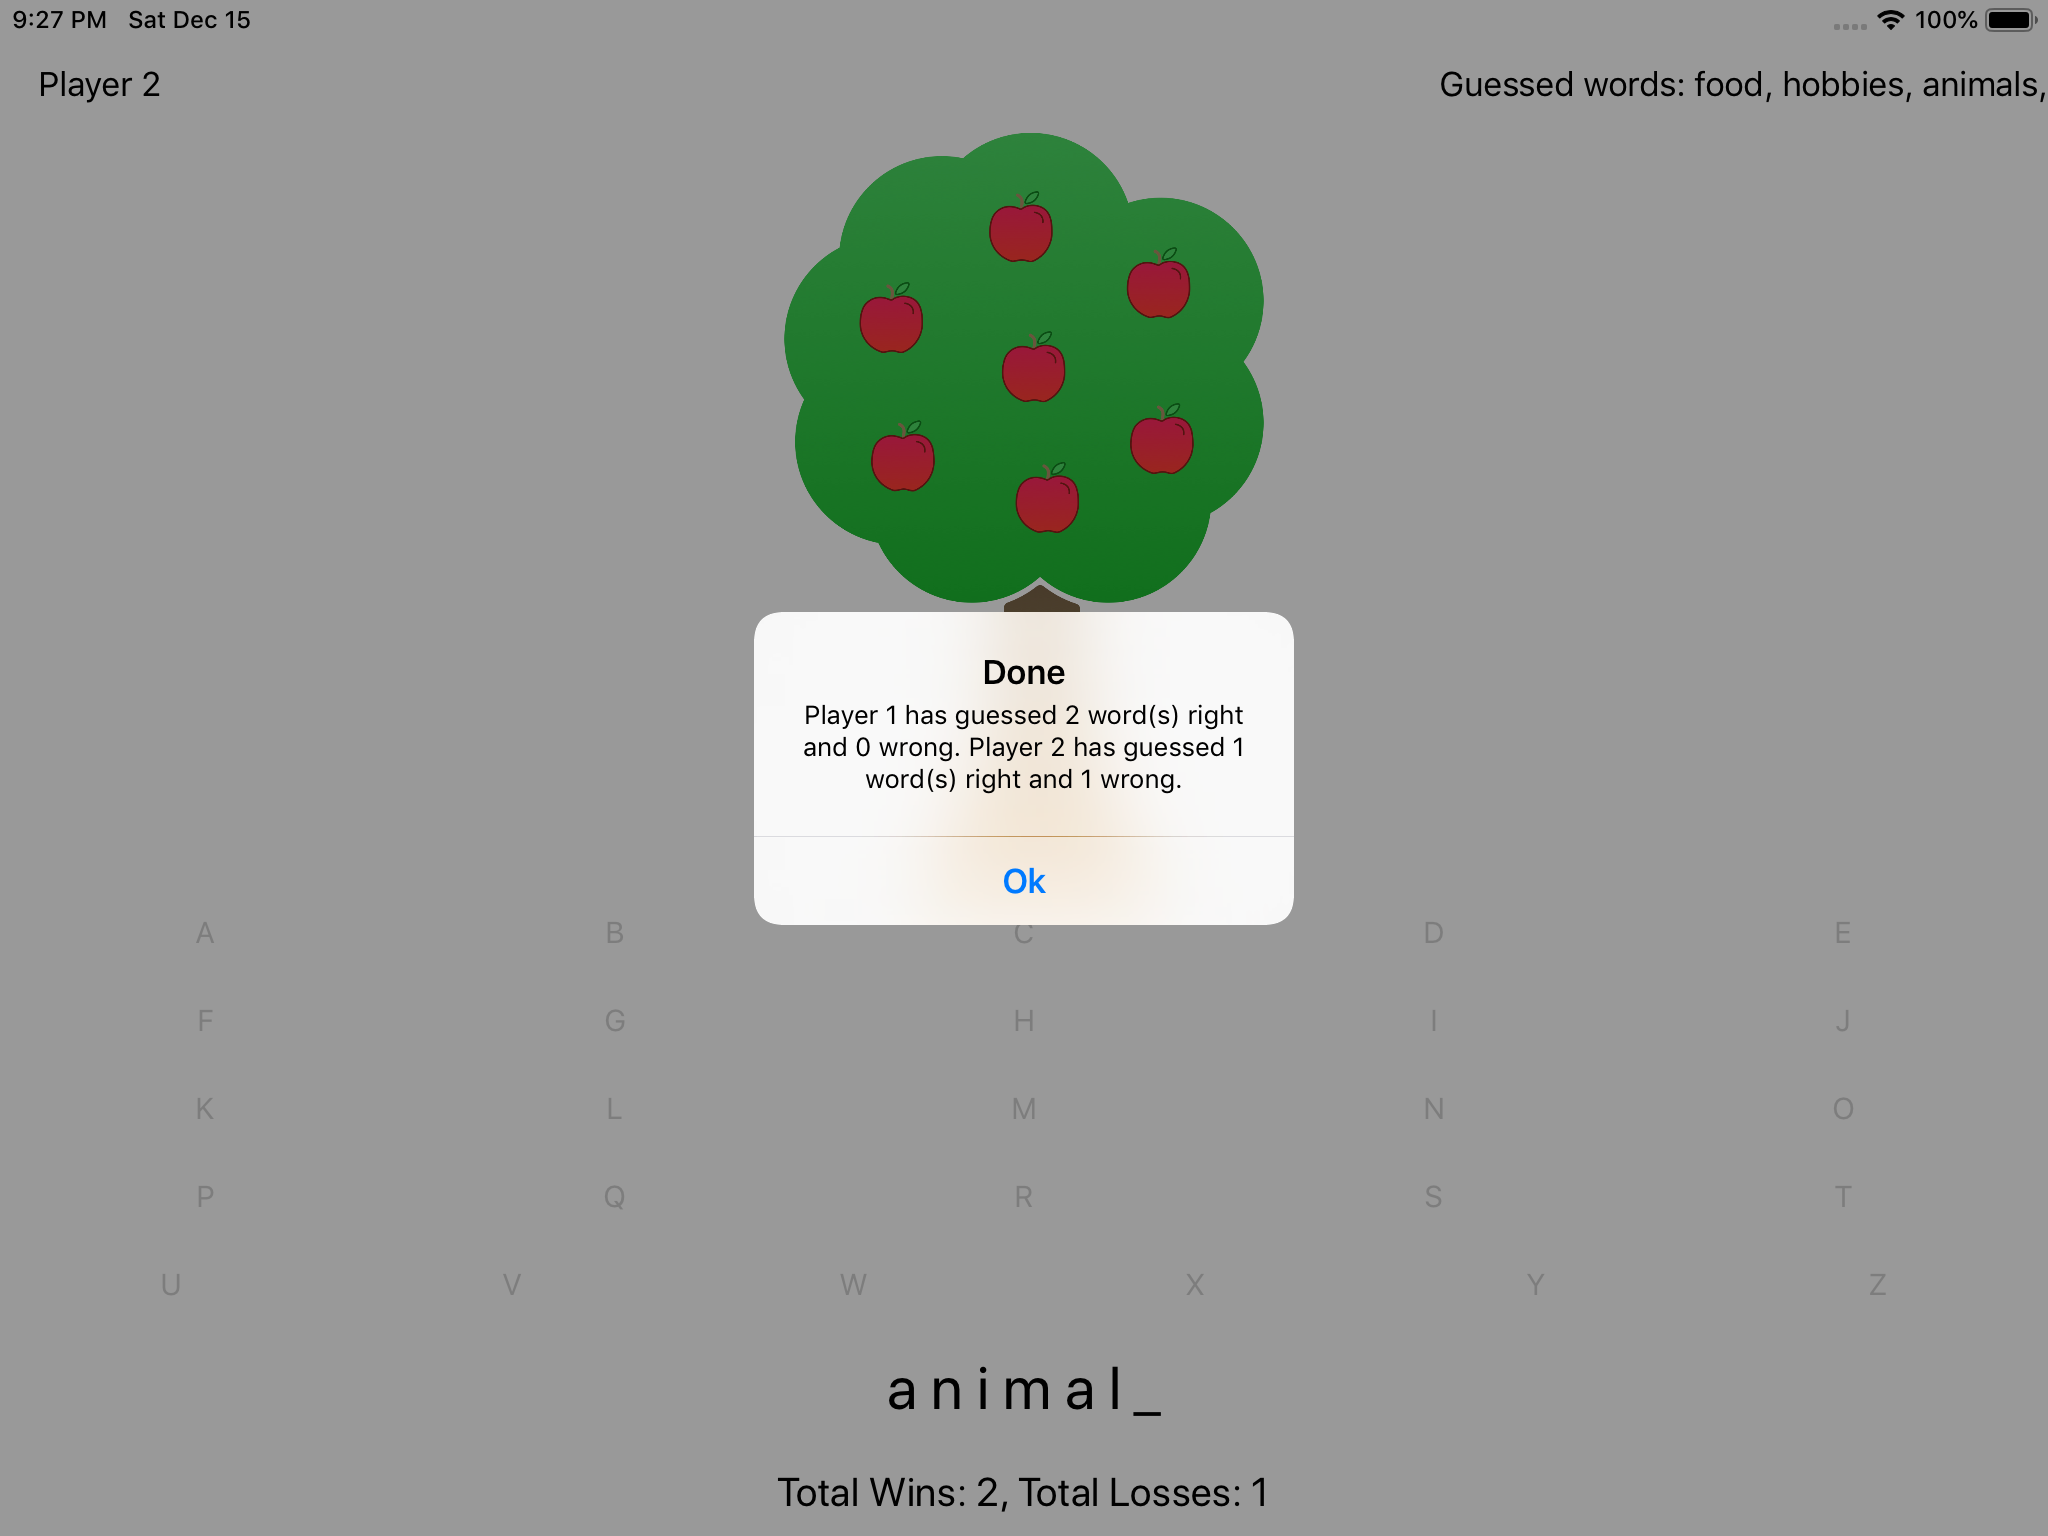 9:27 PM Sat Dec 15
100%
Player 2
Guessed words: food, hobbies, animals,
Done
Player 1 has guessed 2 word(s) right
and 0 wrong. Player 2 has guessed 1
word(s) right and 1 wrong.
Ok
A B C D E
F G H I J
K L M N O
P Q R S T
U V W X Y Z
a n i m a l _
Total Wins: 2, Total Losses: 1